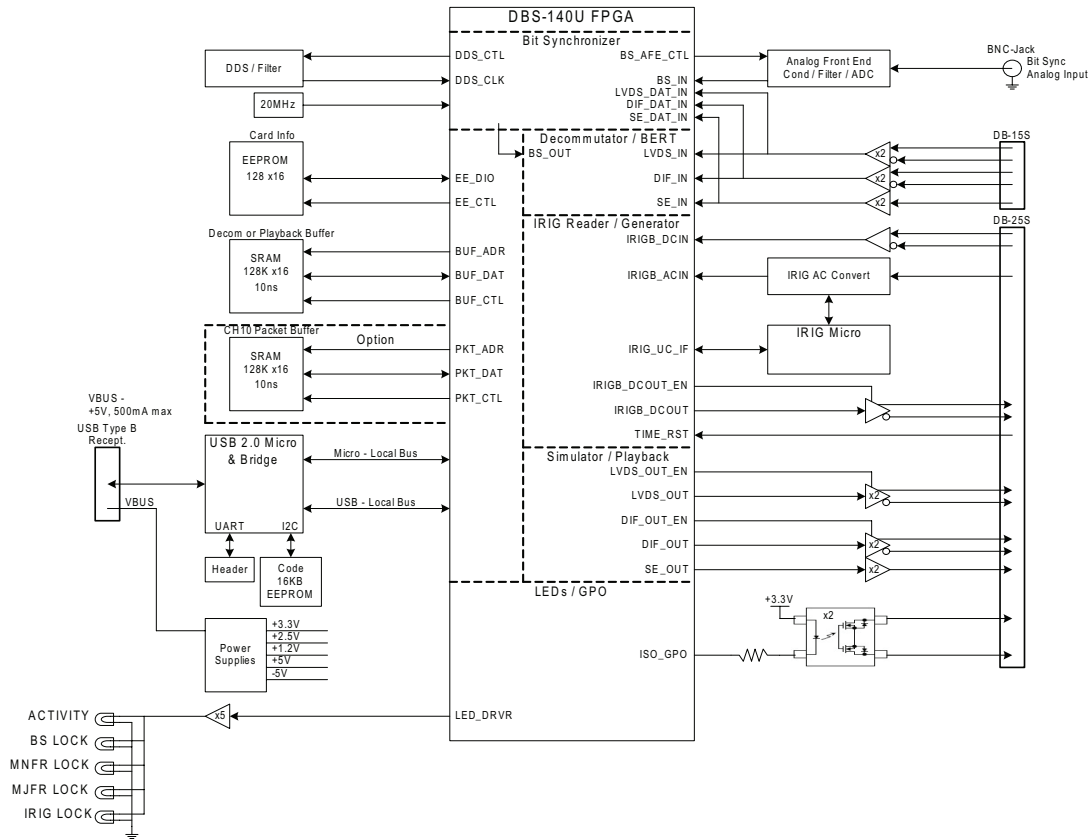 DBS-140U FPGA
Bit Synchronizer
DDS / Filter
DDS_CTL
DDS_CLK
20MHz
BS_AFE_CTL
BS_IN
LVDS_DAT_IN
DIF_DAT_IN
SE_DAT_IN
Analog Front End
Cond / Filter / ADC
BNC-Jack
Bit Sync
Analog Input
Card Info
EEPROM
128 x16
EE_DIO
EE_CTL
Decommutator / BERT
BS_OUT
LVDS_IN
DIF_IN
SE_IN
x2
x2
x2
DB-15S
DB-25S
Decom or Playback Buffer
SRAM
128K x16
10ns
BUF_ADR
BUF_DAT
BUF_CTL
IRIG Reader / Generator
IRIGB_DCIN
IRIGB_ACIN
IRIG AC Convert
IRIG_UC_IF
IRIG Micro
CH10 Packet Buffer
Option
SRAM
128K x16
10ns
PKT_ADR
PKT_DAT
PKT_CTL
IRIGB_DCOUT_EN
IRIGB_DCOUT
TIME_RST
VBUS -
+5V, 500mA max
USB Type B
Recept.
VBUS
USB 2.0 Micro
& Bridge
UART
I2C
Micro - Local Bus
USB - Local Bus
Header
Code
16KB
EEPROM
Simulator / Playback
LVDS_OUT_EN
LVDS_OUT
x2
DIF_OUT_EN
DIF_OUT
x2
SE_OUT
x2
LEDs / GPO
Power
Supplies
+3.3V
+2.5V
+1.2V
+5V
-5V
+3.3V
x2
ISO_GPO
LED_DRVR
x5
ACTIVITY
BS LOCK
MNFR LOCK
MJFR LOCK
IRIG LOCK